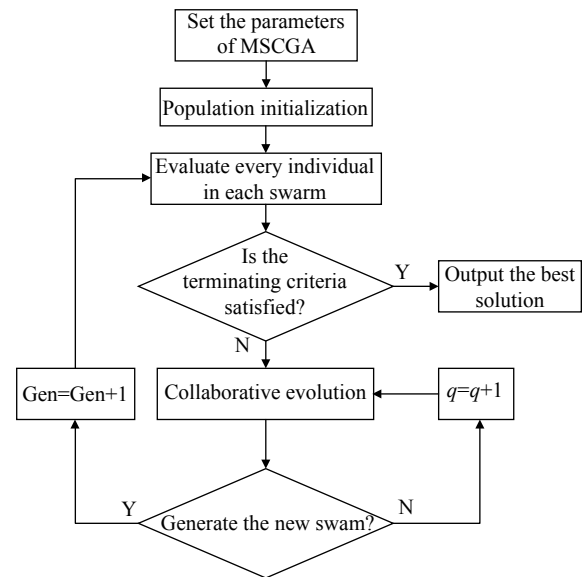 Set the parameters
of MSCGA
Population initialization
Evaluate every individual
in each swarm
Is the
terminating criteria
satisfied?
Y
Output the best
solution
N
Gen=Gen+1
Collaborative evolution
q=q+1
Y
Generate the new swam?
N